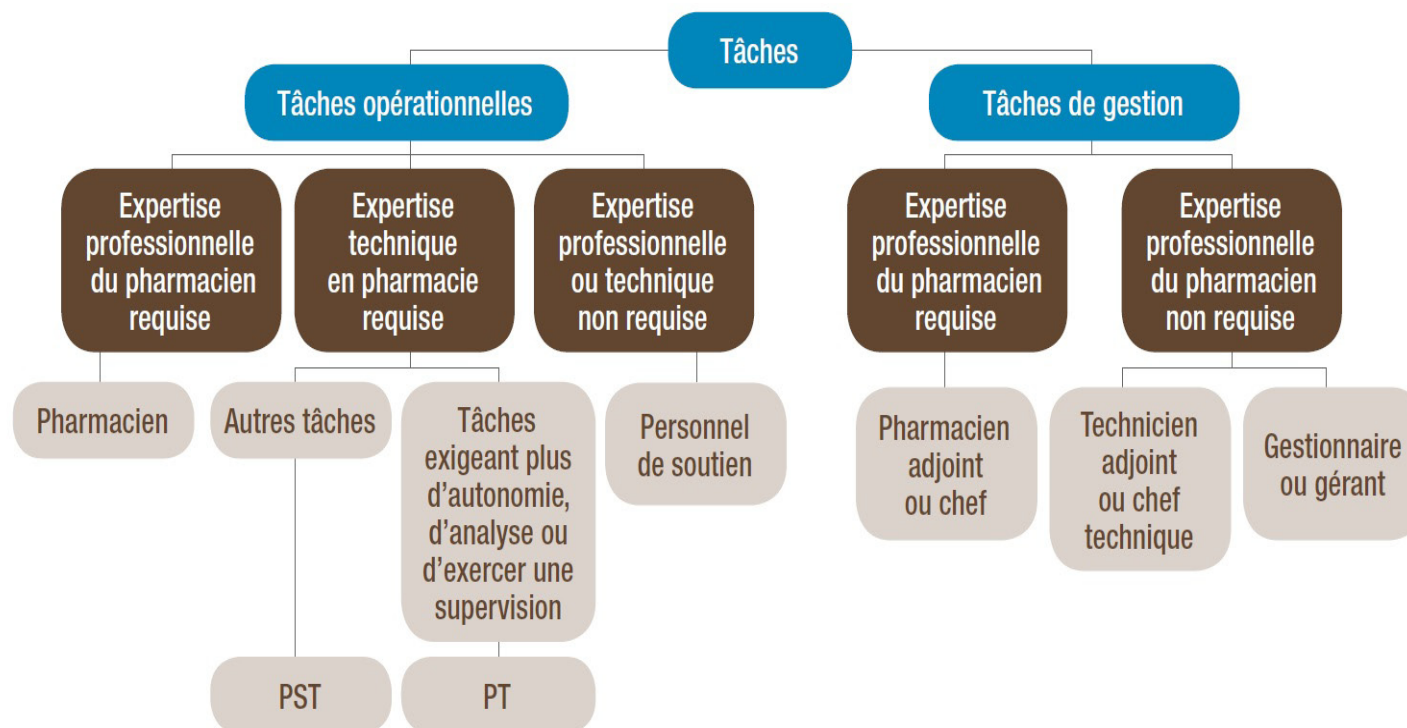 Tâches
Tâches opérationnelles
Tâches de gestion
Expertise
professionnelle
du pharmacien
requise
Expertise
technique
en pharmacie
requise
Expertise
professionnelle
ou technique
non requise
Expertise
professionnelle
du pharmacien
requise
Expertise
professionnelle
du pharmacien
non requise
Pharmacien
Autres tâches
Tâches
exigeant plus
d’autonomie,
d’analyse ou
d’exercer une
supervision
Personnel
de soutien
Pharmacien
adjoint
ou chef
Technicien
adjoint
ou chef
technique
Gestionnaire
ou gérant
PST
PT